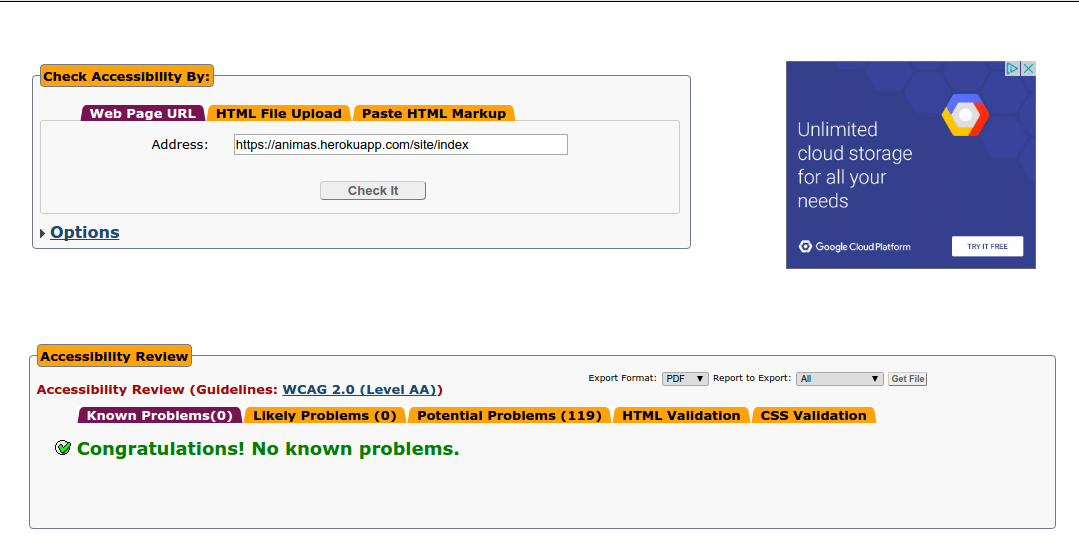 Check Accessibility By:
Web Page URL HTML File Upload Paste HTML Markup
Address: https://animas.herokuapp.com/site/index
Check It
Options
Unlimited
cloud storage
for all your
needs
Google Cloud Platform TRY IT FREE
Accessibility Review
Accessibility Review (Guidelines: WCAG 2.0 (Level AA))
Export Format: PDF Report to Export: All Get File
Known Problems(0) Likely Problems (0) Potential Problems (119) HTML Validation CSS Validation
Congratulations! No known problems.